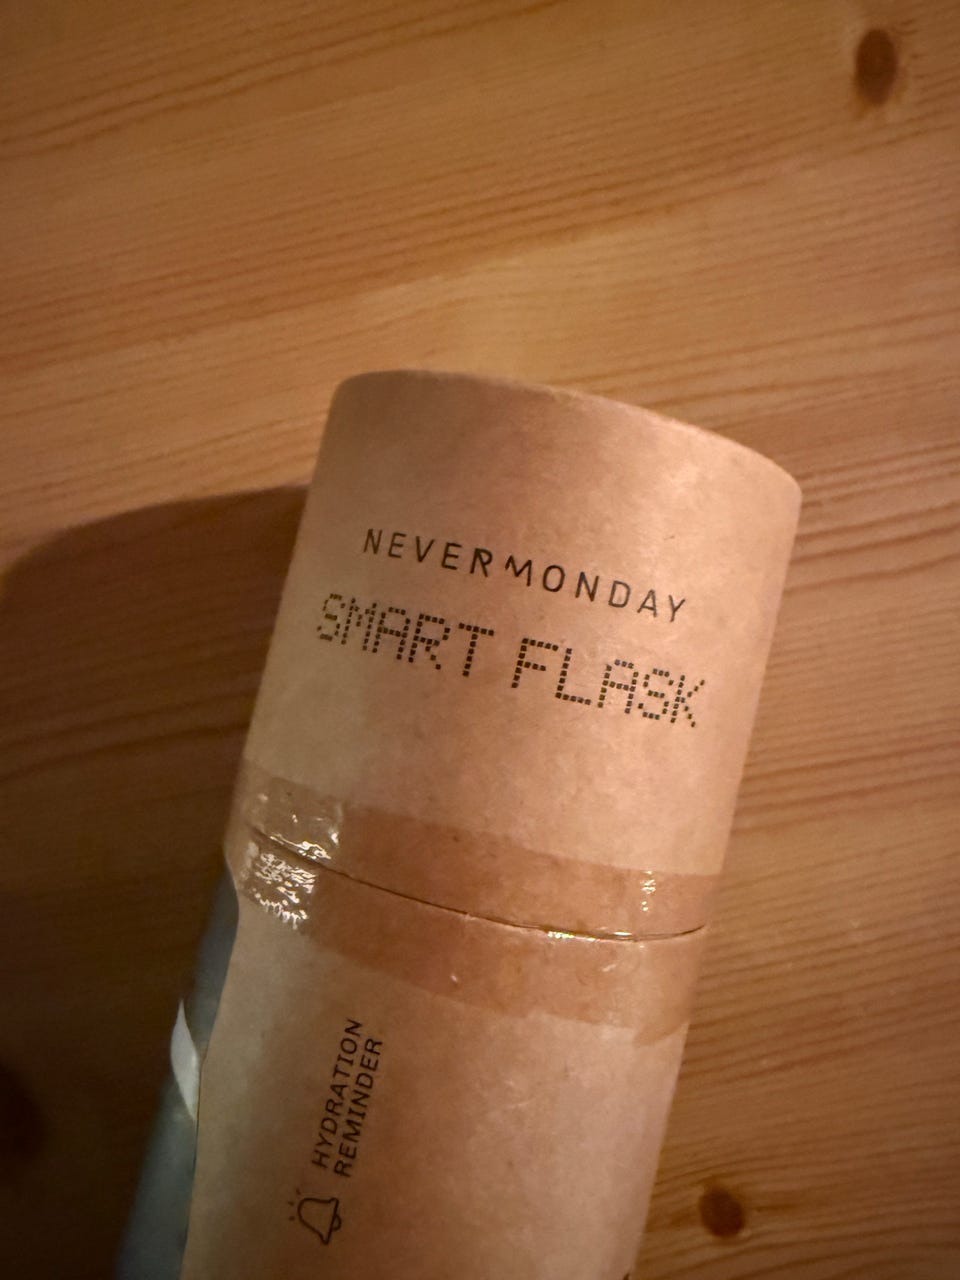 NEVERMONDAY
SMART FLASK
HYDRATION
REMINDER